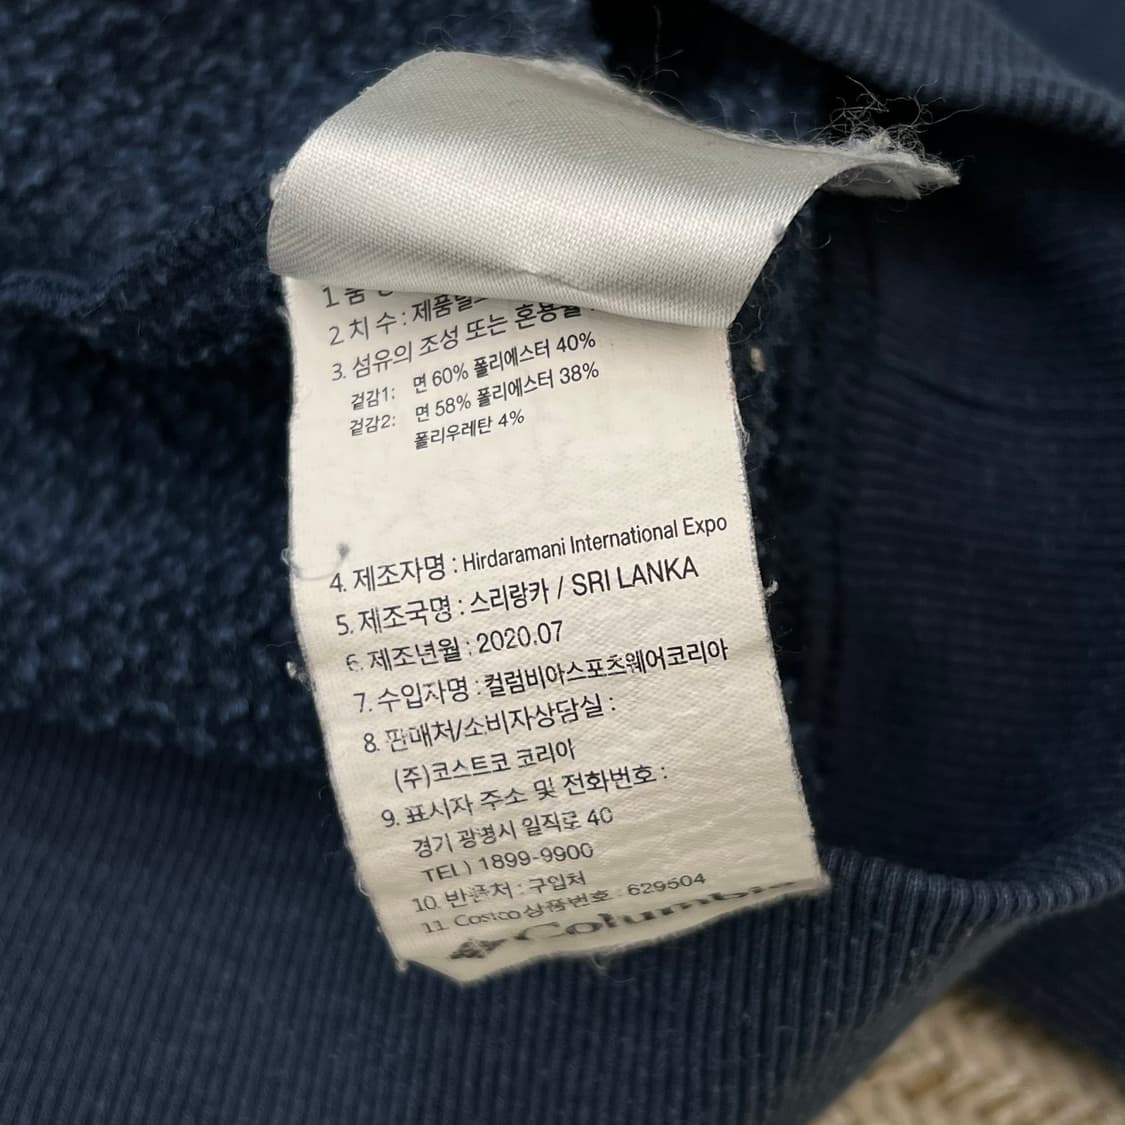 1 품
2 치 수 : 제품별
3. 섬유의 조성 또는 혼용률 :
겉감1: 면 60% 폴리에스터 40%
겉감2: 면 58% 폴리에스터 38%
폴리우레탄 4%
4. 제조자명 : Hirdaramani International Expo
5. 제조국명 : 스리랑카 / SRI LANKA
6. 제조년월 : 2020.07
7. 수입자명 : 컬럼비아스포츠웨어코리아
8. 판매처/소비자상담실 :
(주)코스트코 코리아
9. 표시자 주소 및 전화번호 :
경기 광명시 일직로 40
TEL) 1899-9900
10. 반품처 : 구입처
11. Costco 상품번호 : 629504
Columbia